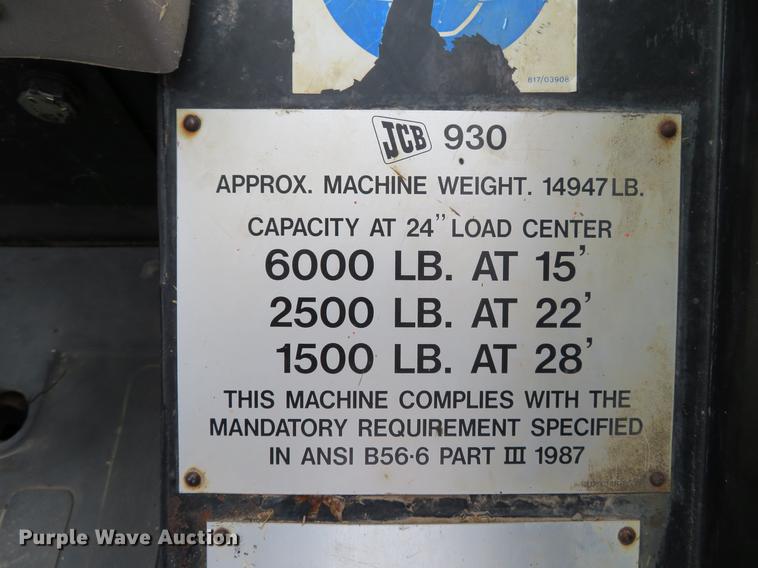 817/03908
JCB 930
APPROX. MACHINE WEIGHT. 14947 LB.
CAPACITY AT 24" LOAD CENTER
6000 LB. AT 15'
2500 LB. AT 22'
1500 LB. AT 28'
THIS MACHINE COMPLIES WITH THE
MANDATORY REQUIREMENT SPECIFIED
IN ANSI B56·6 PART III 1987
Purple Wave Auction